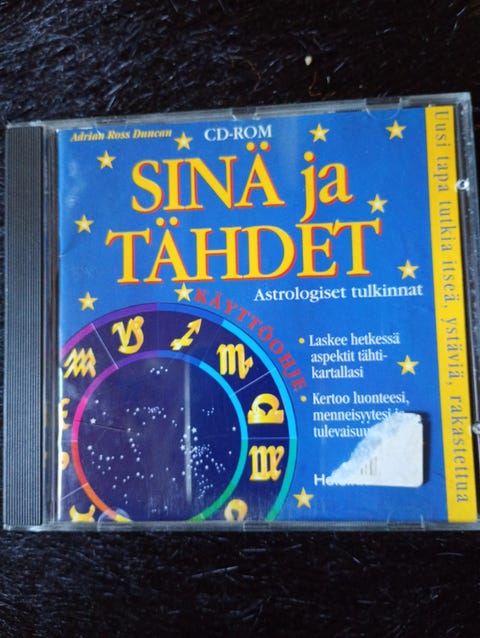 Adrian Ross Duncan
CD-ROM
SINÄ ja
TÄHDET
Astrologiset tulkinnat
KÄYTTÖOHJE
• Laskee hetkessä
aspektit tähti-
kartallasi
• Kertoo luonteesi,
menneisyytesi ja
Uusi tapa tutkia itseä, ystäviä, rakastettua